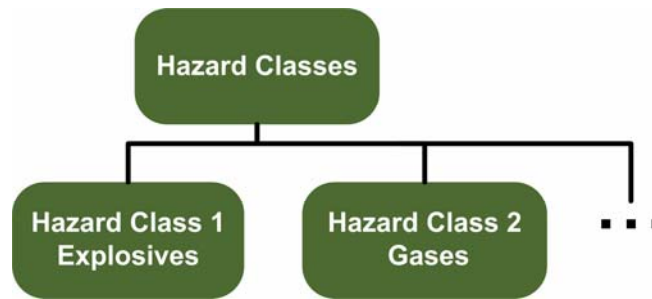 Hazard Classes
Hazard Class 1
Explosives
Hazard Class 2
Gases
...